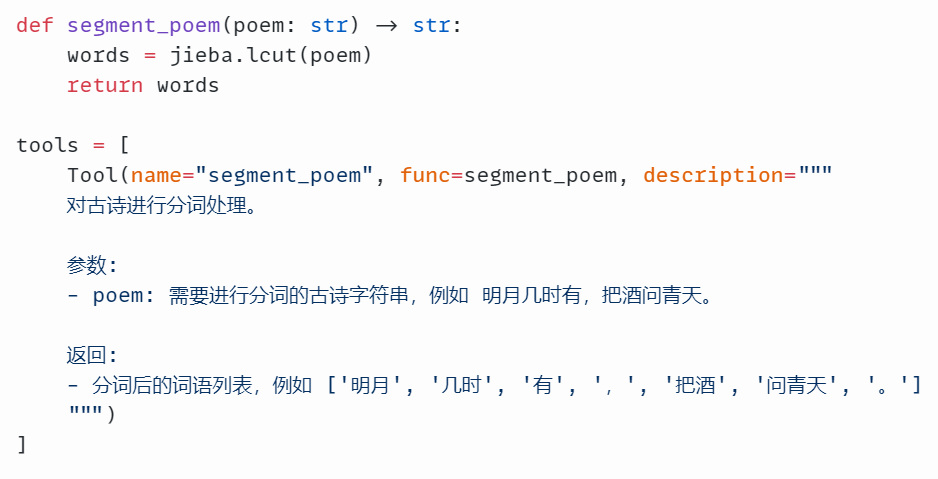 def segment_poem(poem: str) -> str:
    words = jieba.lcut(poem)
    return words

tools = [
    Tool(name="segment_poem", func=segment_poem, description="""
    对古诗进行分词处理。

    参数:
    - poem: 需要进行分词的古诗字符串，例如 明月几时有，把酒问青天。

    返回:
    - 分词后的词语列表，例如 ['明月', '几时', '有', '，', '把酒', '问青天', '。']
    """)
]